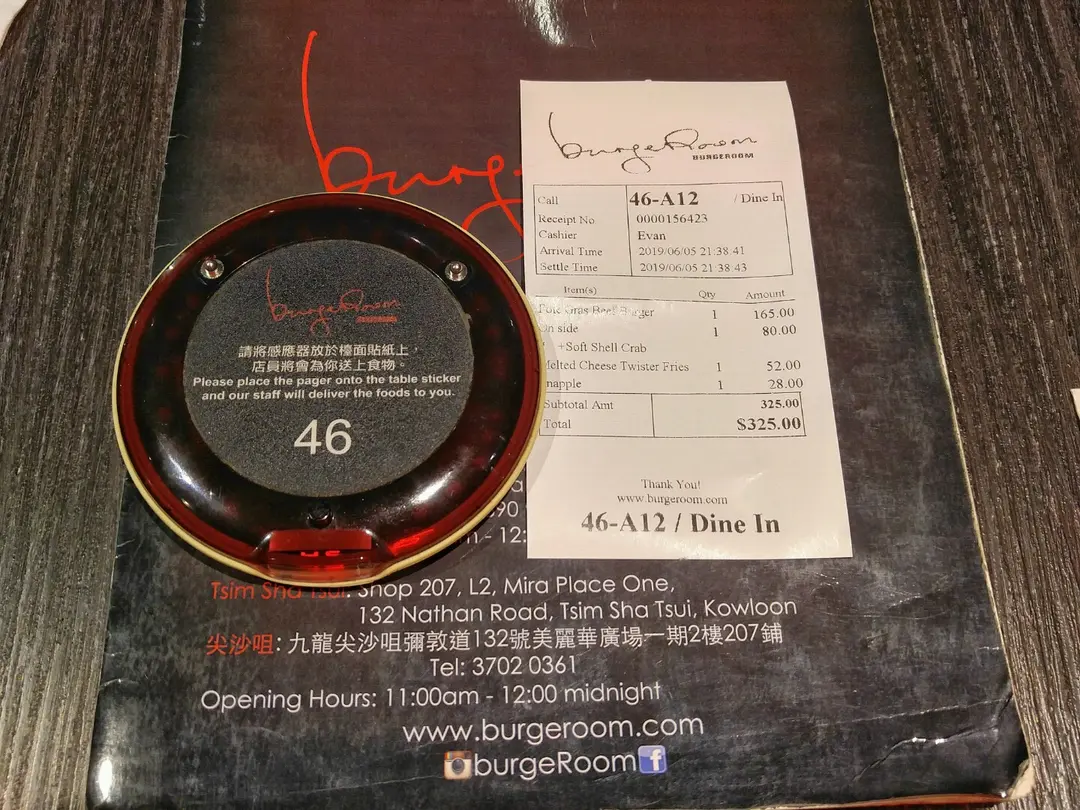 burge
burgeRoom
BURGEROOM
請將感應器放於檯面貼紙上，
店員將會為你送上食物。
Please place the pager onto the table sticker
and our staff will deliver the foods to you.
46
burgeRoom
BURGEROOM
Call 46-A12 / Dine In
Receipt No. 0000156423
Cashier Evan
Arrival Time 2019/06/05 21:38:41
Settle Time 2019/06/05 21:38:43
Item(s) Qty Amount
Gras Beef Burger 1 165.00
side 1 80.00
+Soft Shell Crab
Melted Cheese Twister Fries 1 52.00
napple 1 28.00
Subtotal Amt 325.00
Total $325.00
Thank You!
www.burgeroom.com
46-A12 / Dine In
- 12:
Tsim Sha Tsui: Shop 207, L2, Mira Place One,
132 Nathan Road, Tsim Sha Tsui, Kowloon
尖沙咀: 九龍尖沙咀彌敦道132號美麗華廣場一期2樓207鋪
Tel: 3702 0361
Opening Hours: 11:00am - 12:00 midnight
www.burgeroom.com
burgeRoom